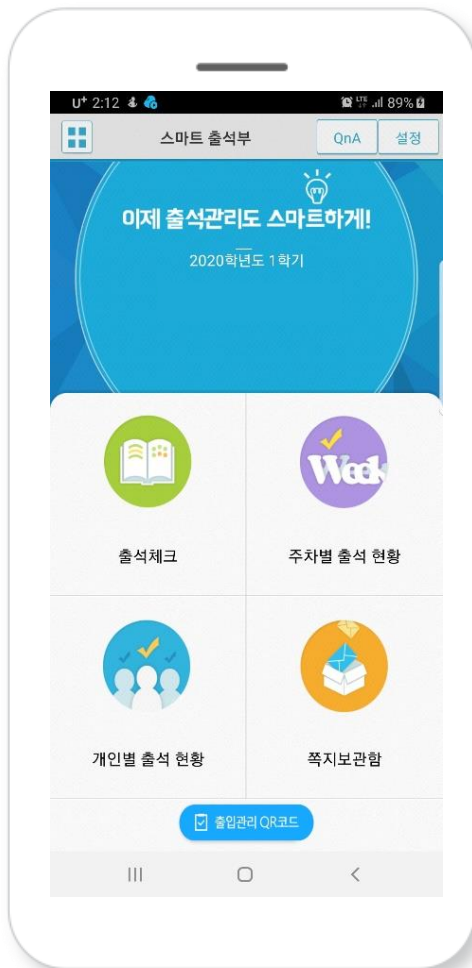 U+ 2:12 LTE 89%
스마트 출석부 QnA 설정
이제 출석관리도 스마트하게!
2020학년도 1학기
Week
출석체크 주차별 출석 현황
개인별 출석 현황 쪽지보관함
출입관리 QR코드